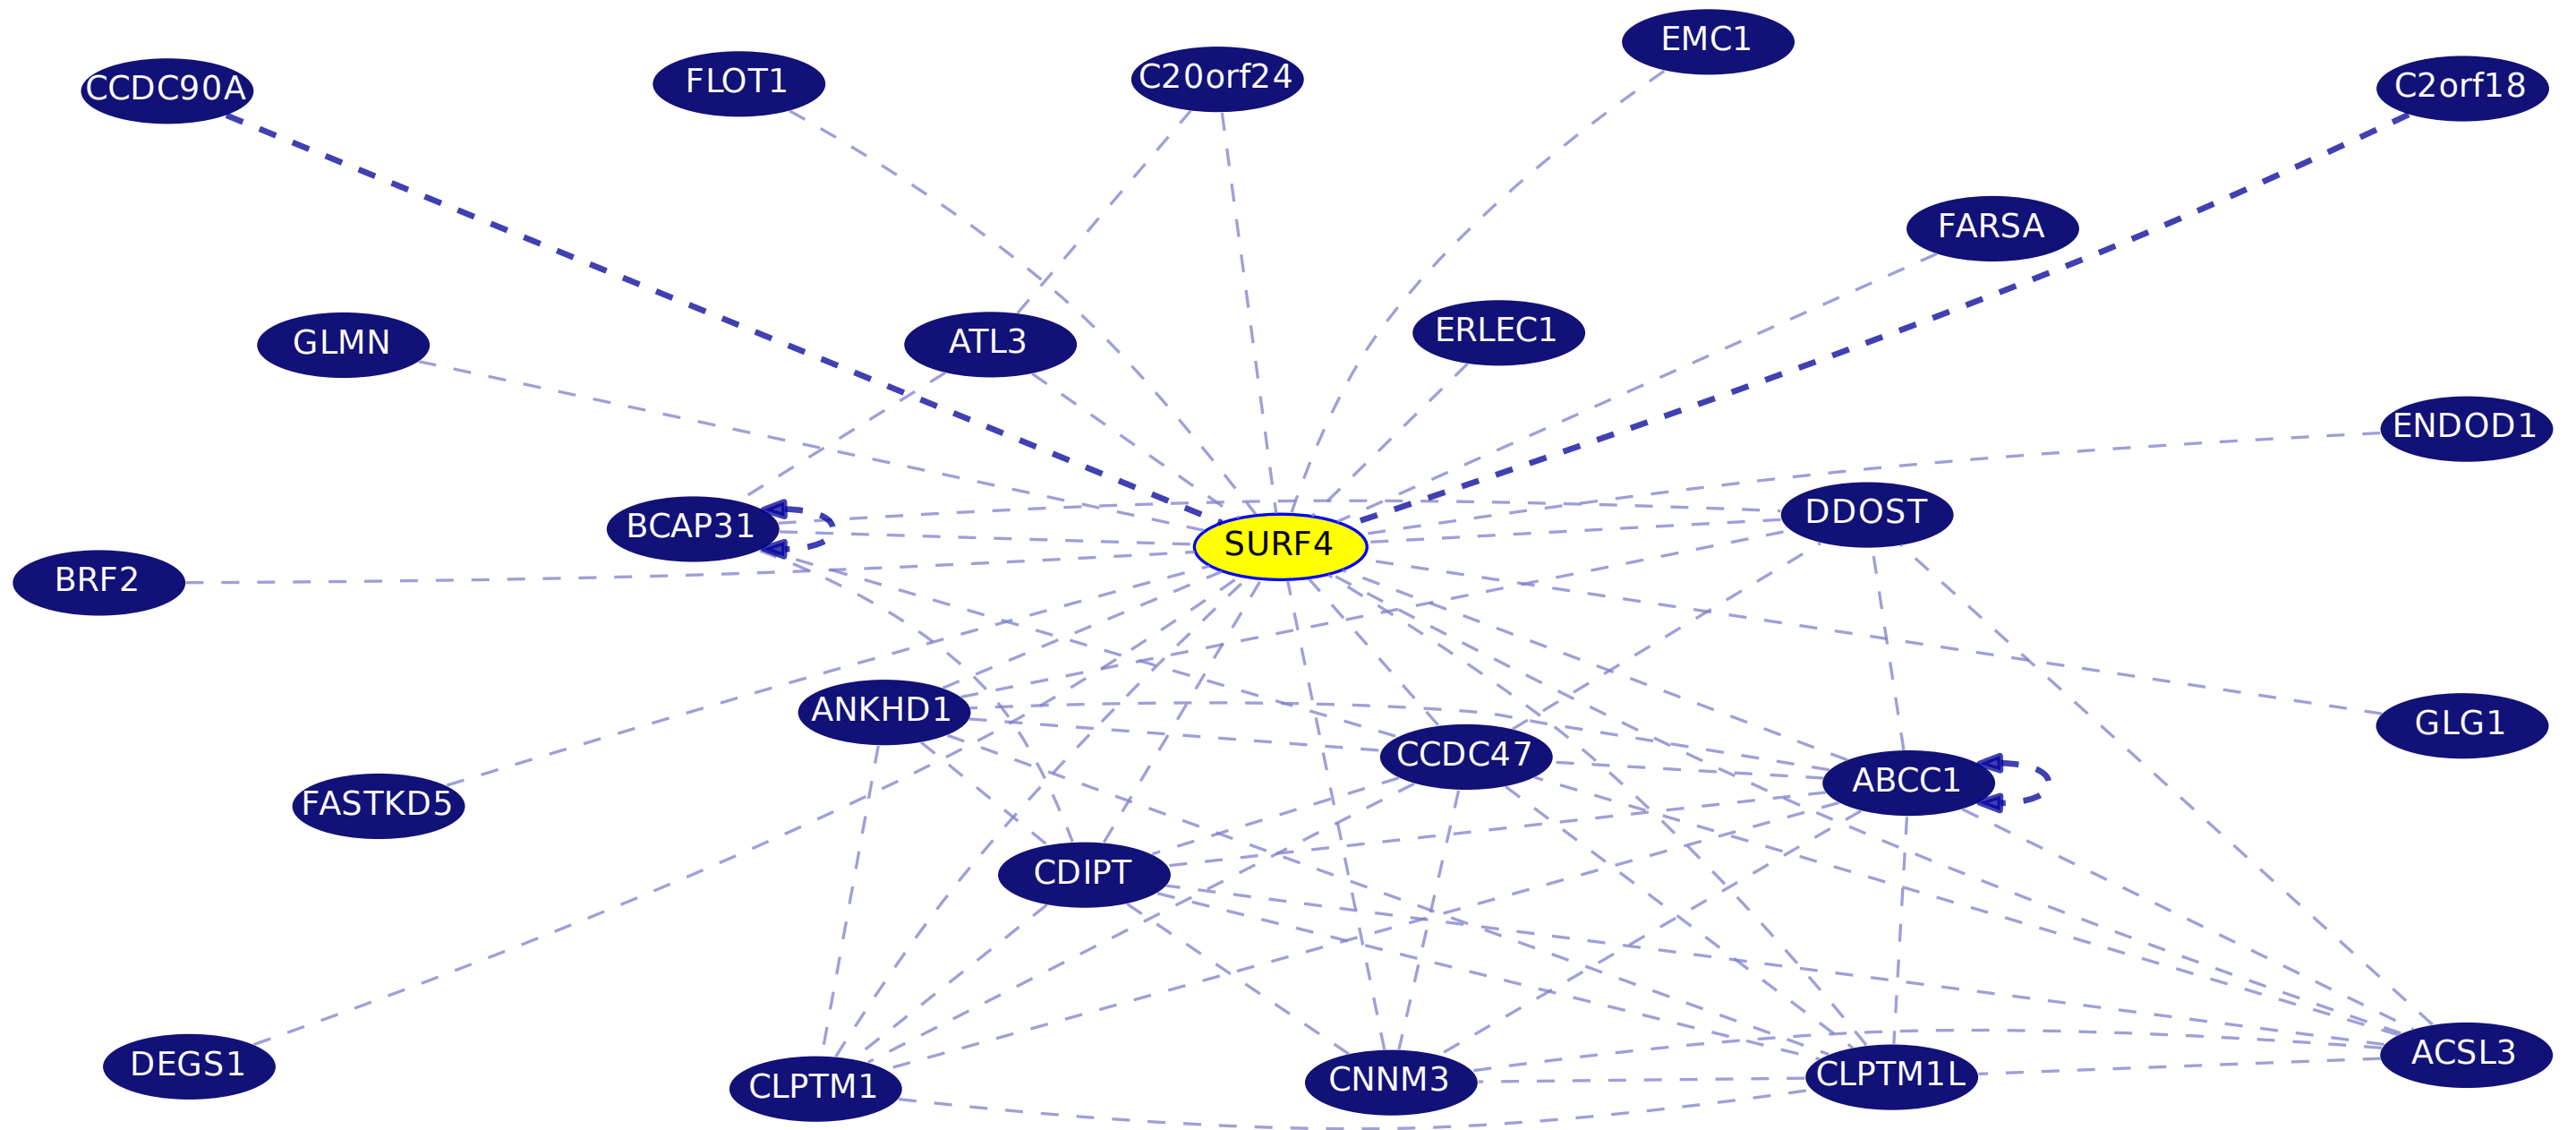 EMC1
C20orf24
FLOT1
CCDC90A
C2orf18
FARSA
ERLEC1
ATL3
GLMN
ENDOD1
DDOST
BCAP31
SURF4
BRF2
ANKHD1
GLG1
CCDC47
ABCC1
FASTKD5
CDIPT
ACSL3
DEGS1
CLPTM1L
CNNM3
CLPTM1